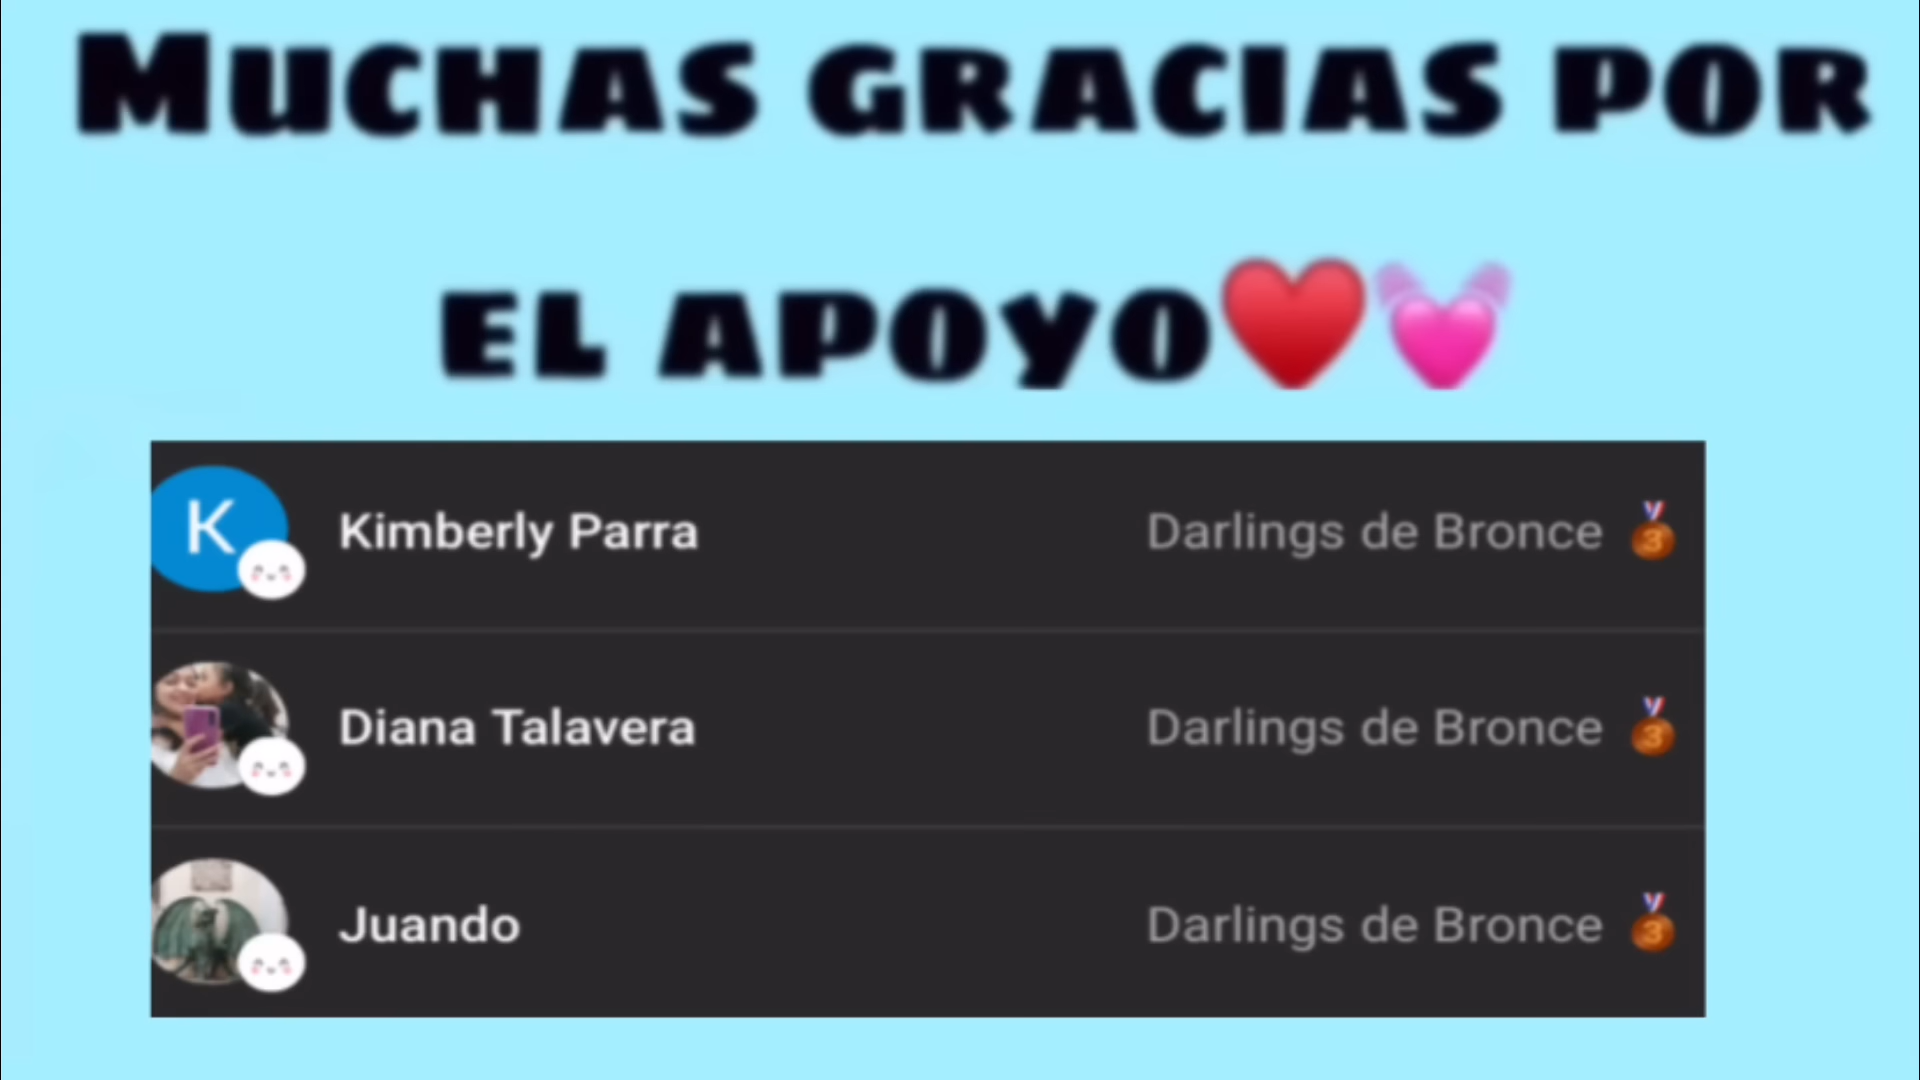 Muchas gracias por
el apoyo❤️💓
K
Kimberly Parra Darlings de Bronce 🥉
Diana Talavera Darlings de Bronce 🥉
Juando Darlings de Bronce 🥉